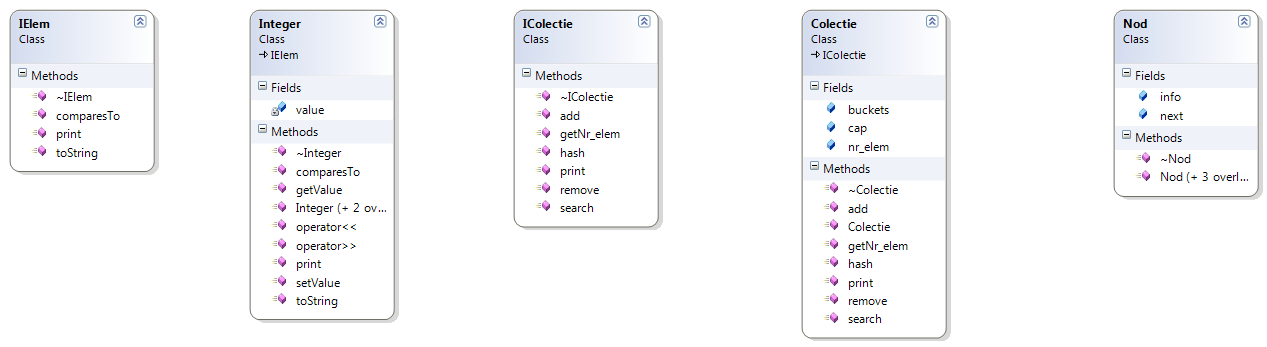 IElem
Class
Methods
~IElem
comparesTo
print
toString
Integer
Class
IElem
Fields
value
Methods
~Integer
comparesTo
getValue
Integer (+ 2 ov...
operator<<
operator>>
print
setValue
toString
IColectie
Class
Methods
~IColectie
add
getNr_elem
hash
print
remove
search
Colectie
Class
IColectie
Fields
buckets
cap
nr_elem
Methods
~Colectie
add
Colectie
getNr_elem
hash
print
remove
search
Nod
Class
Fields
info
next
Methods
~Nod
Nod (+ 3 overl...